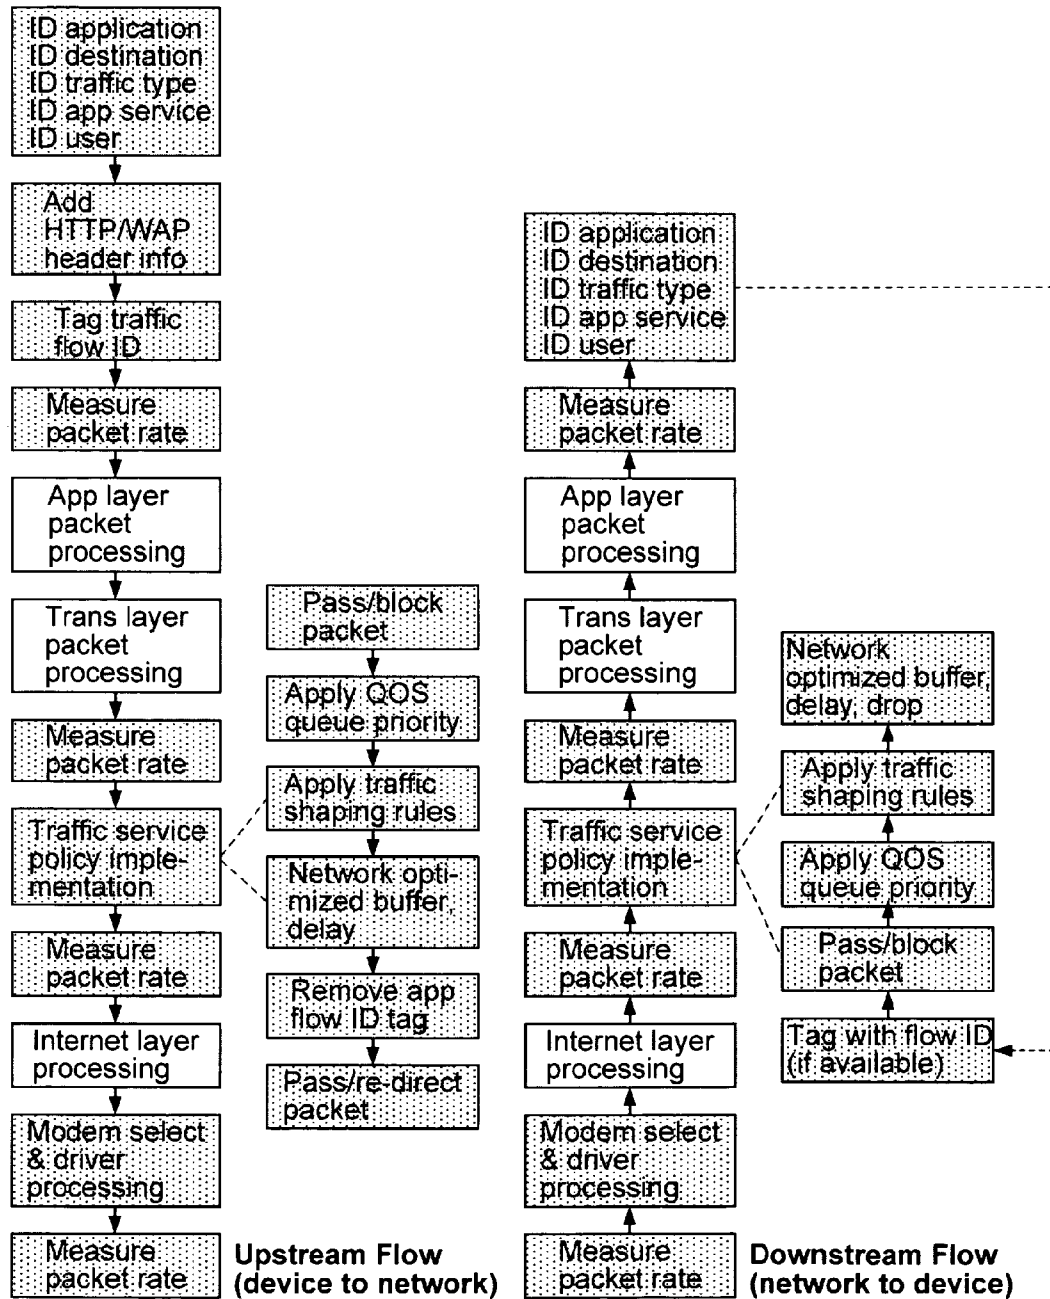 ID application
ID destination
ID traffic type
ID app service
ID user
Add
HTTP/WAP
header info
Tag traffic
flow ID
Measure
packet rate
App layer
packet
processing
Trans layer
packet
processing
Measure
packet rate
Traffic service
policy imple-
mentation
Measure
packet rate
Internet layer
processing
Modem select
& driver
processing
Measure
packet rate
Pass/block
packet
Apply QOS
queue priority
Apply traffic
shaping rules
Network opti-
mized buffer,
delay
Remove app
flow ID tag
Pass/re-direct
packet
Upstream Flow
(device to network)
ID application
ID destination
ID traffic type
ID app service
ID user
Measure
packet rate
App layer
packet
processing
Trans layer
packet
processing
Measure
packet rate
Traffic service
policy imple-
mentation
Measure
packet rate
Internet layer
processing
Modem select
& driver
processing
Measure
packet rate
Network
optimized buffer,
delay, drop
Apply traffic
shaping rules
Apply QOS
queue priority
Pass/block
packet
Tag with flow ID
(if available)
Downstream Flow
(network to device)